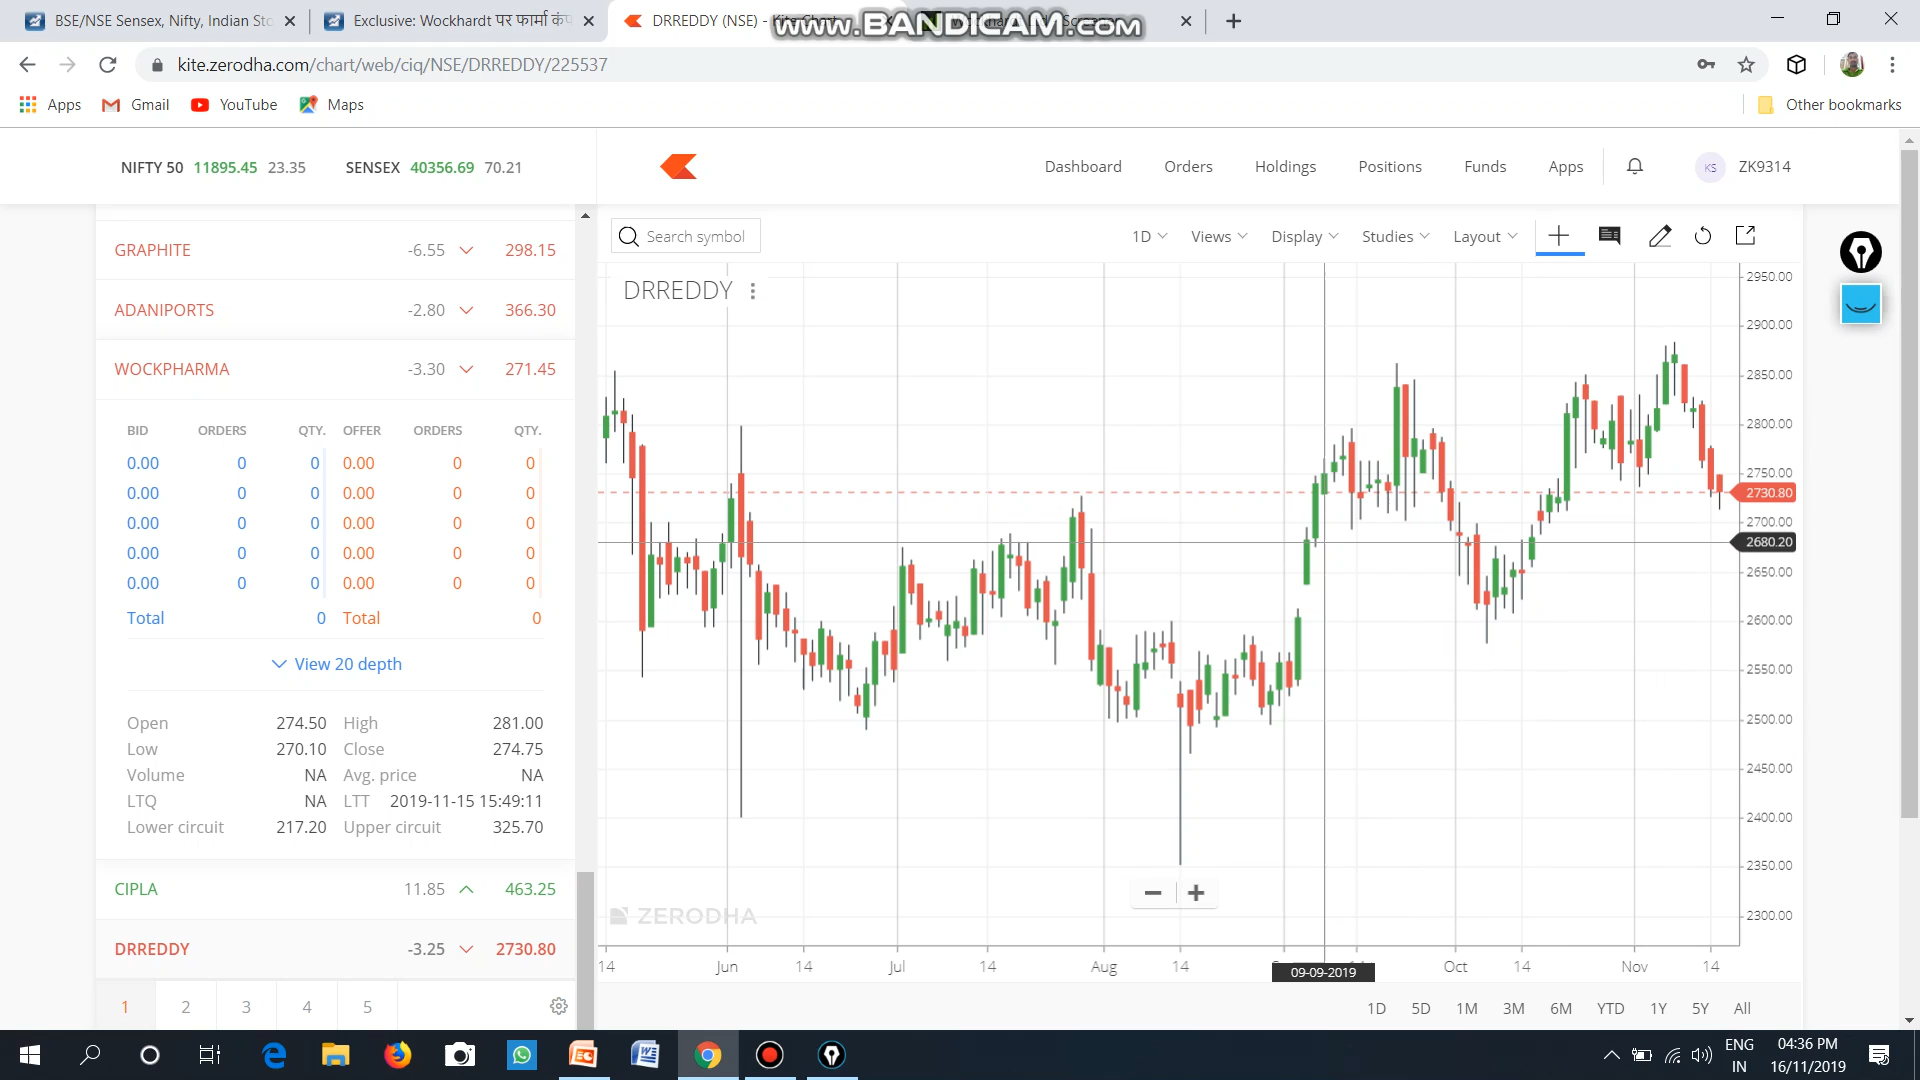 BSE/NSE Sensex, Nifty, Indian Sto
Exclusive: Wockhardt पर फार्मा कंप
DRREDDY (NSE) - Kite Chart
www.BANDICAM.com
kite.zerodha.com/chart/web/ciq/NSE/DRREDDY/225537
Apps Gmail YouTube Maps Other bookmarks
NIFTY 50 11895.45 23.35 SENSEX 40356.69 70.21
Dashboard Orders Holdings Positions Funds Apps KS ZK9314
GRAPHITE -6.55 298.15
ADANIPORTS -2.80 366.30
WOCKPHARMA -3.30 271.45
BID ORDERS QTY. OFFER ORDERS QTY.
0.00 0 0 0.00 0 0
0.00 0 0 0.00 0 0
0.00 0 0 0.00 0 0
0.00 0 0 0.00 0 0
0.00 0 0 0.00 0 0
Total 0 Total 0
View 20 depth
Open 274.50 High 281.00
Low 270.10 Close 274.75
Volume NA Avg. price NA
LTQ NA LTT 2019-11-15 15:49:11
Lower circuit 217.20 Upper circuit 325.70
CIPLA 11.85 463.25
DRREDDY -3.25 2730.80
1 2 3 4 5
Search symbol 1D Views Display Studies Layout
DRREDDY
2950.00
2900.00
2850.00
2800.00
2750.00
2730.80
2700.00
2680.20
2650.00
2600.00
2550.00
2500.00
2450.00
2400.00
2350.00
2300.00
ZERODHA
14 Jun 14 Jul 14 Aug 14 Oct 14 Nov 14
09-09-2019
1D 5D 1M 3M 6M YTD 1Y 5Y All
ENG
IN
04:36 PM
16/11/2019